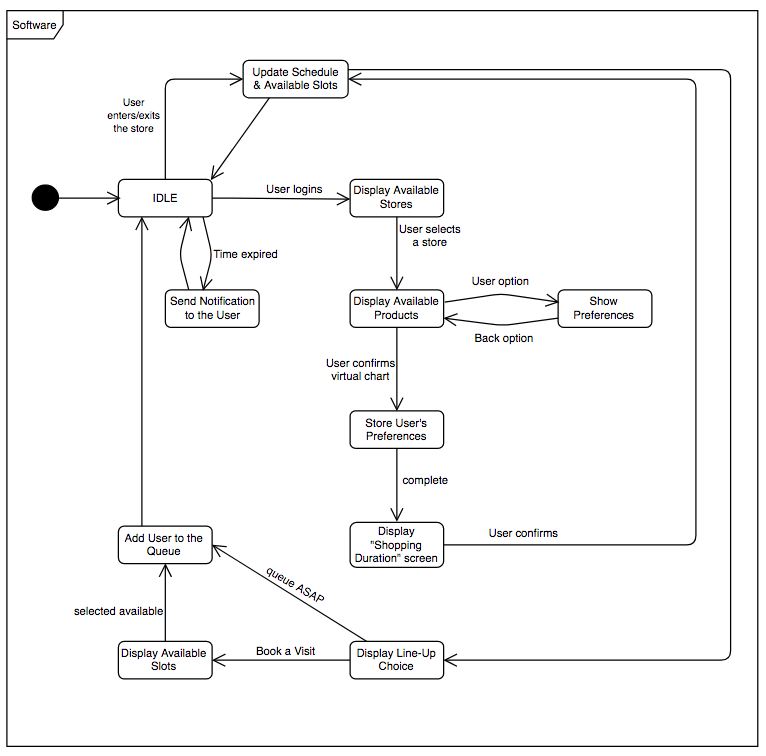 Software
Update Schedule
& Available Slots
User
enters/exits
the store
IDLE
User logins
Display Available
Stores
User selects
a store
Time expired
Send Notification
to the User
Display Available
Products
User option
Show
Preferences
Back option
User confirms
virtual chart
Store User's
Preferences
complete
Display
"Shopping
Duration" screen
User confirms
Add User to the
Queue
queue ASAP
selected available
Display Available
Slots
Book a Visit
Display Line-Up
Choice